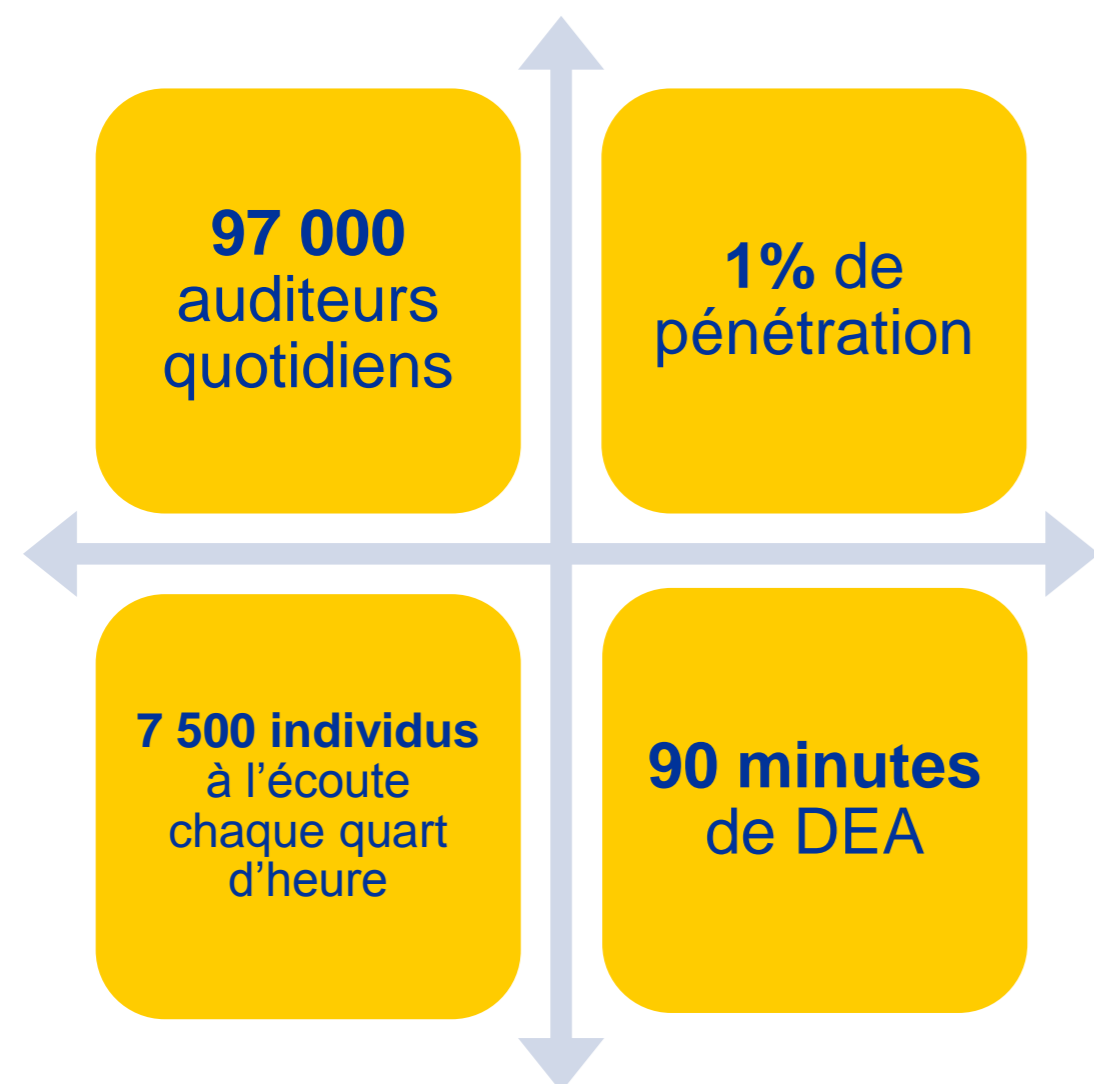 97 000
auditeurs
quotidiens
1% de
pénétration
7 500 individus
à l’écoute
chaque quart
d’heure
90 minutes
de DEA